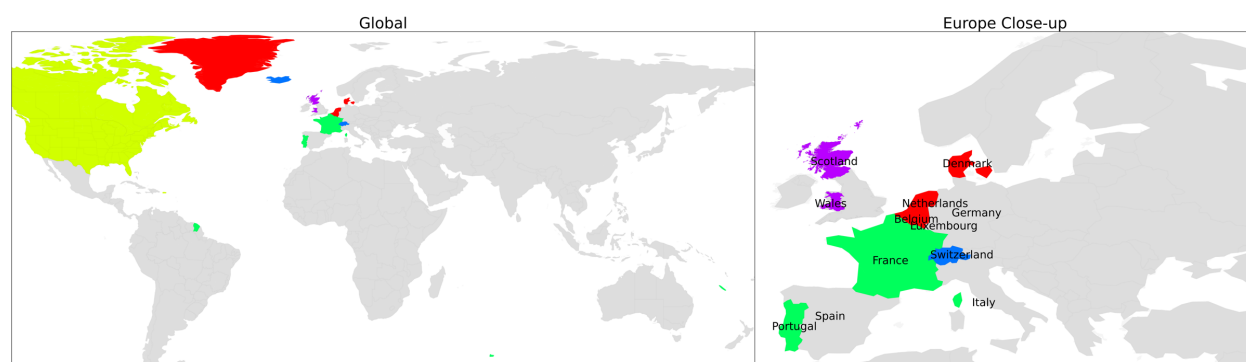 Global
Europe Close-up
Scotland
Denmark
Wales
Netherlands
Germany
Belgium
Luxembourg
Switzerland
France
Italy
Spain
Portugal